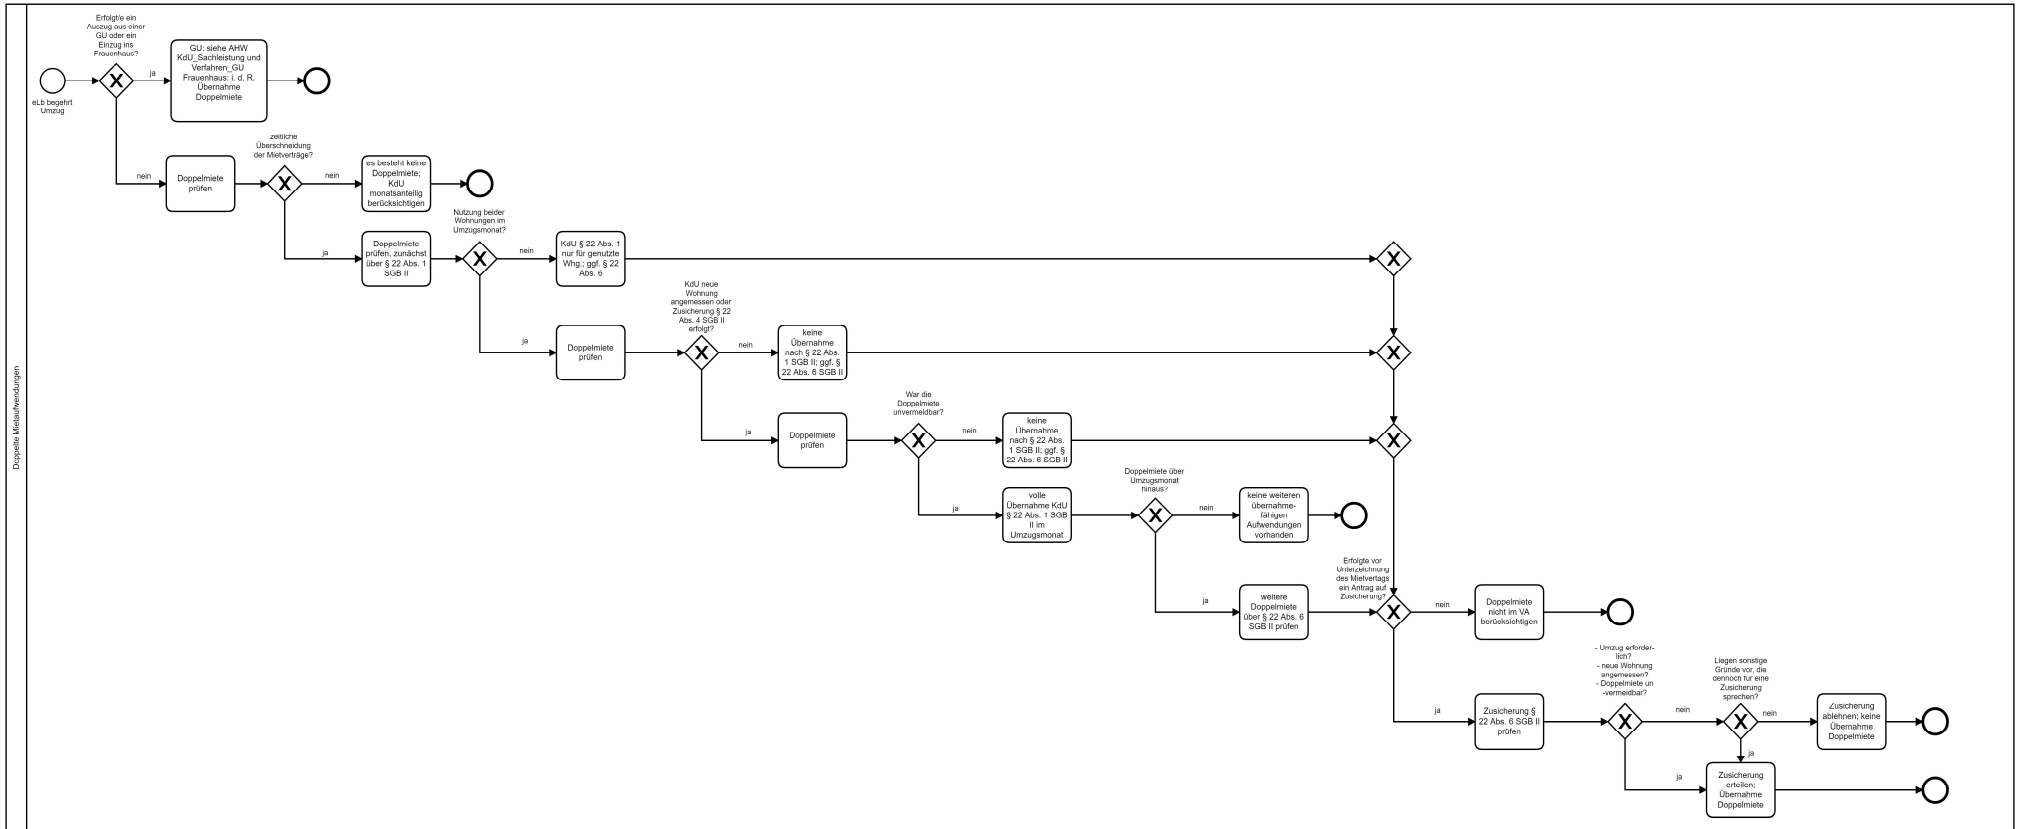 Doppelte Mietaufwendungen
eLb begehrt
Umzug
Erfolgt/e ein
Auszug aus einer
GU oder ein
Einzug ins
Frauenhaus?
ja
GU: siehe AHW
KdU_Sachleistung und
Verfahren_GU
Frauenhaus: i. d. R.
Übernahme
Doppelmiete
nein
Doppelmiete
prüfen
zeitliche
Überschneidung
der Mietverträge?
nein
es besteht keine
Doppelmiete;
KdU
monatsanteilig
berücksichtigen
ja
Doppelmiete
prüfen, zunächst
über § 22 Abs. 1
SGB II
Nutzung beider
Wohnungen im
Umzugsmonat?
nein
KdU § 22 Abs. 1
nur für genutzte
Whg.; ggf. § 22
Abs. 6
ja
Doppelmiete
prüfen
KdU neue
Wohnung
angemessen oder
Zusicherung § 22
Abs. 4 SGB II
erfolgt?
nein
keine
Übernahme
nach § 22 Abs.
1 SGB II; ggf. §
22 Abs. 6 SGB II
ja
Doppelmiete
prüfen
War die
Doppelmiete
unvermeidbar?
nein
keine
Übernahme
nach § 22 Abs.
1 SGB II; ggf. §
22 Abs. 6 SGB II
ja
volle
Übernahme KdU
§ 22 Abs. 1 SGB
II im
Umzugsmonat
Doppelmiete über
Umzugsmonat
hinaus?
nein
keine weiteren
übernahme-
fähigen
Aufwendungen
vorhanden
ja
weitere
Doppelmiete
über § 22 Abs. 6
SGB II prüfen
Erfolgte vor
Unterzeichnung
des Mietvertags
ein Antrag auf
Zusicherung?
nein
Doppelmiete
nicht im VA
berücksichtigen
ja
Zusicherung §
22 Abs. 6 SGB II
prüfen
- Umzug erforder-
lich?
- neue Wohnung
angemessen?
- Doppelmiete un
-vermeidbar?
nein
Liegen sonstige
Gründe vor, die
dennoch für eine
Zusicherung
sprechen?
nein
Zusicherung
ablehnen; keine
Übernahme
Doppelmiete
ja
ja
Zusicherung
erteilen;
Übernahme
Doppelmiete